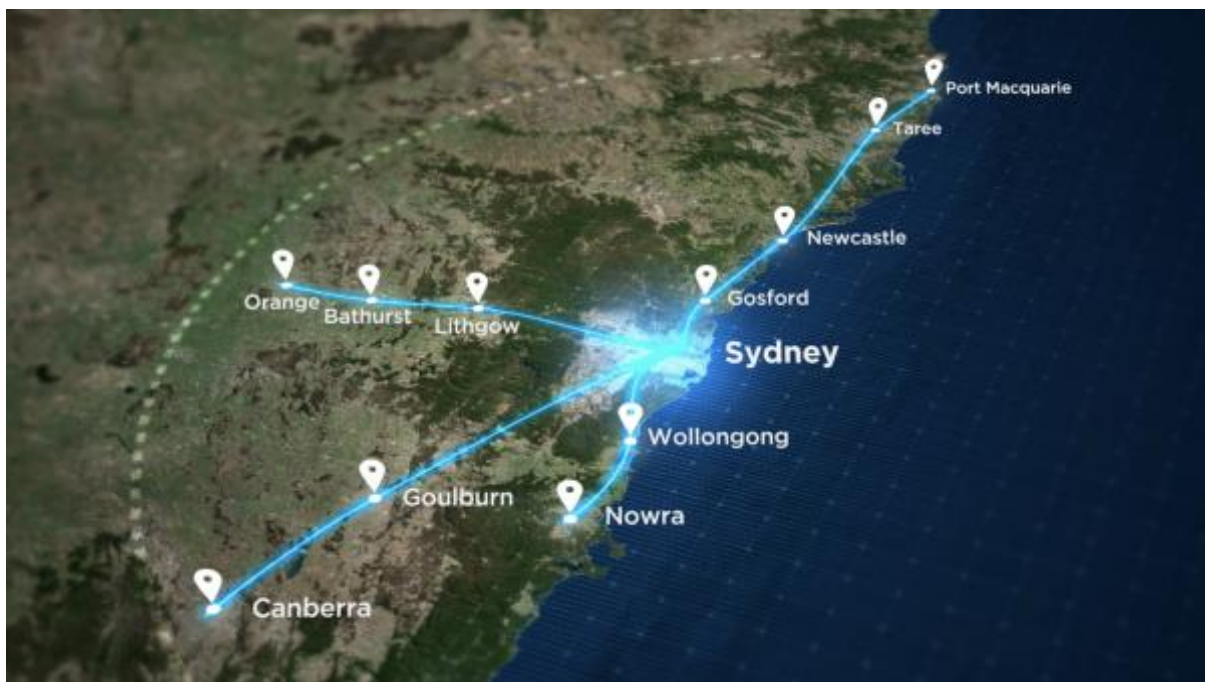 Port Macquarie
Taree
Newcastle
Gosford
Orange
Bathurst
Lithgow
Sydney
Wollongong
Goulburn
Nowra
Canberra